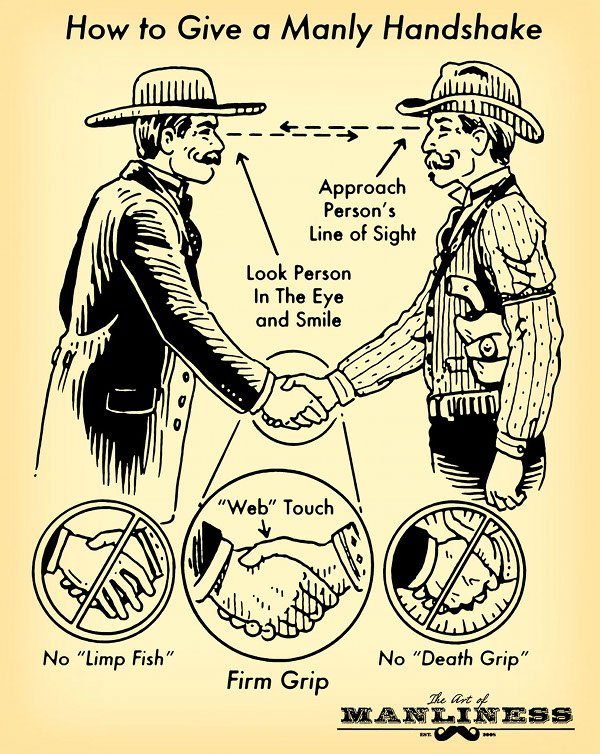 How to Give a Manly Handshake
Approach
Person's
Line of Sight
Look Person
In The Eye
and Smile
"Web" Touch
No "Limp Fish"
Firm Grip
No "Death Grip"
The Art of
MANLINESS
EST. 2008